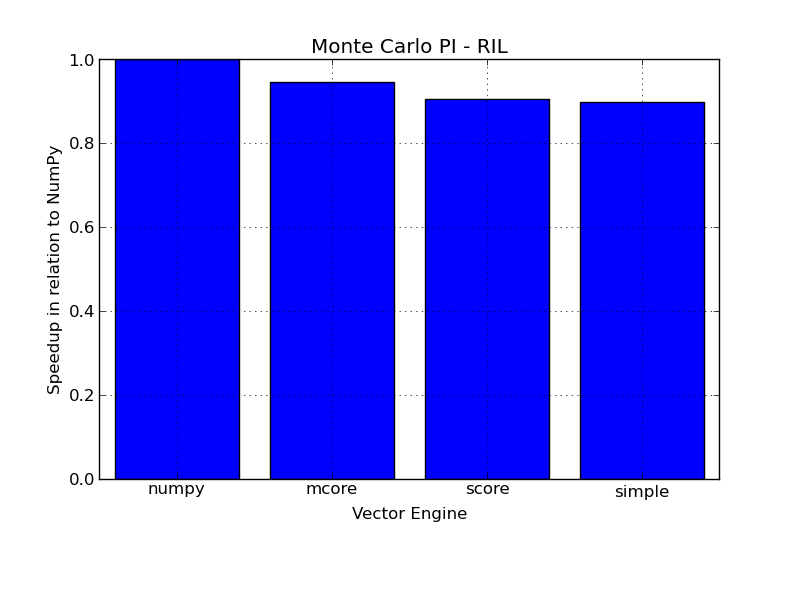 Monte Carlo PI - RIL
1.0
0.8
0.6
0.4
0.2
0.0
Speedup in relation to NumPy
numpy mcore score simple
Vector Engine